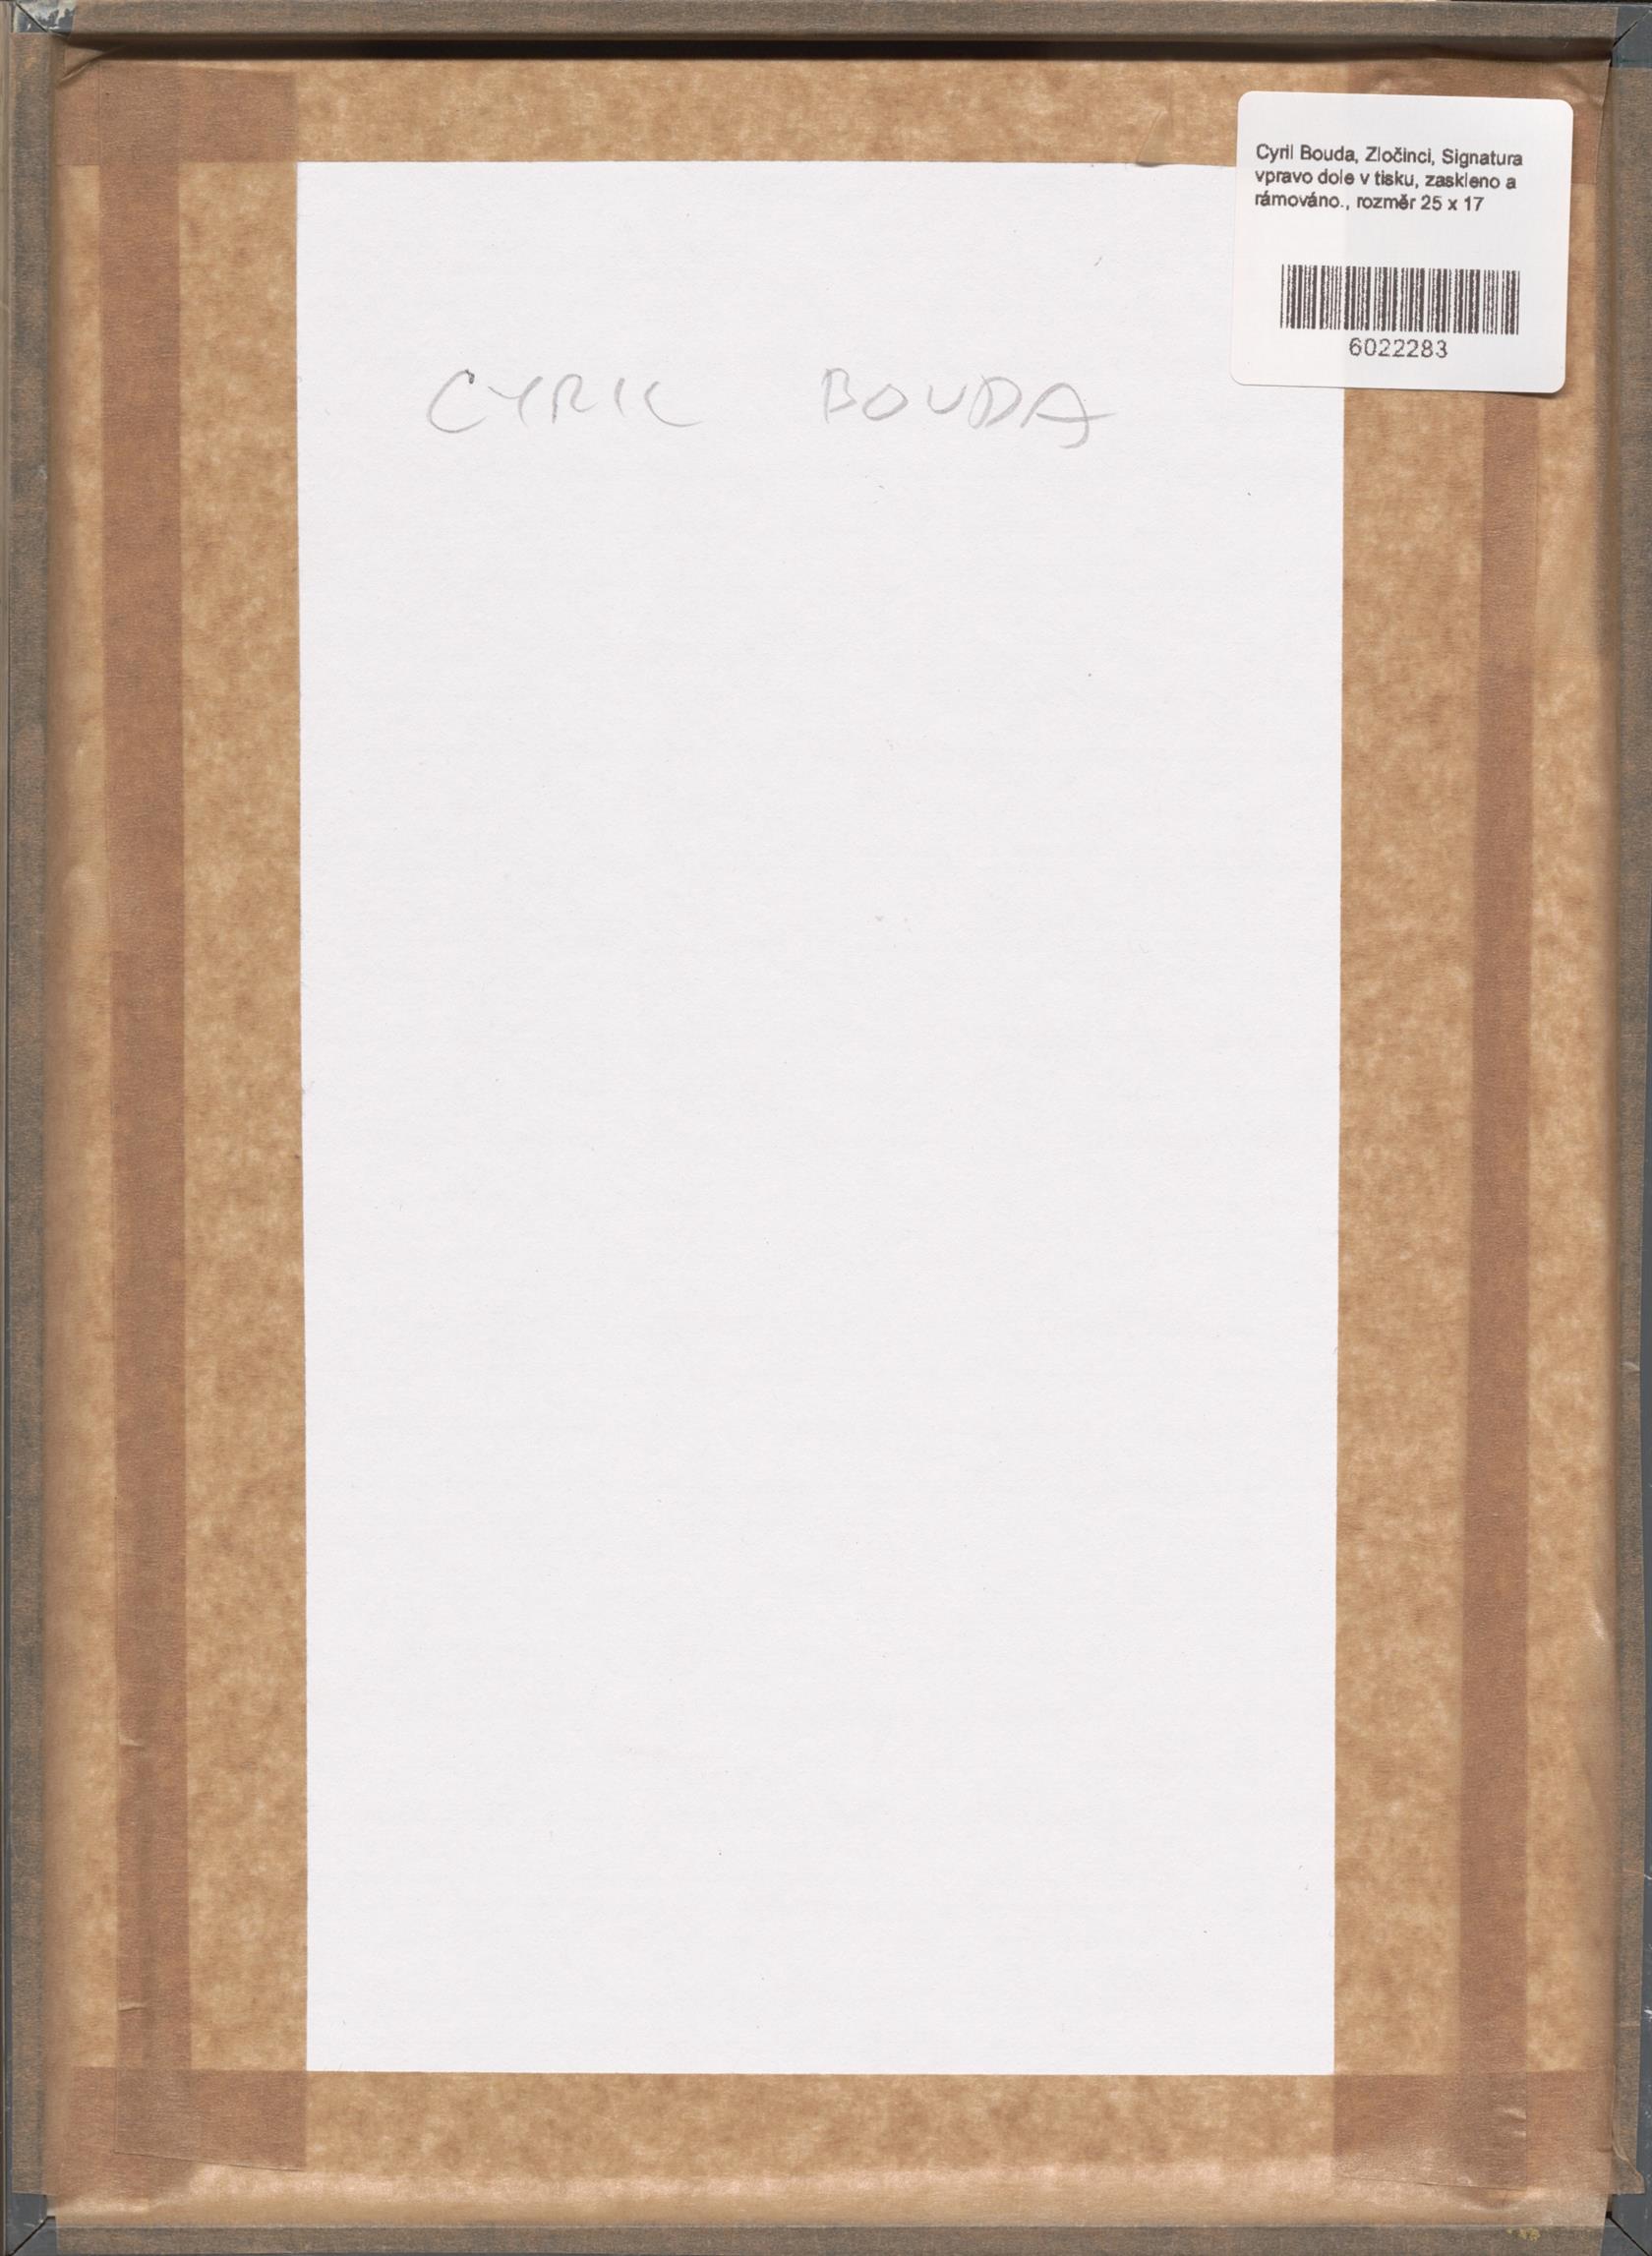 Cyril Bouda, Zločinci, Signatura
vpravo dole v tisku, zaskleno a
rámováno., rozměr 25 x 17
6022283
CYRIL BOUDA